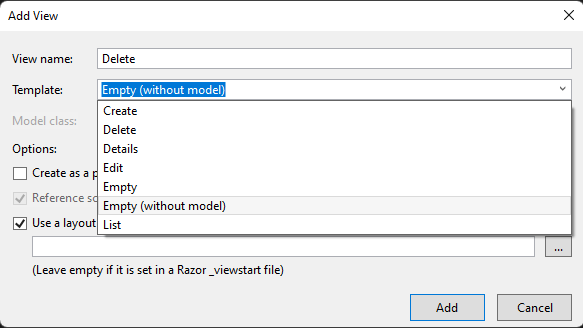 Add View
View name:
Delete
Template:
Empty (without model)
Create
Delete
Details
Edit
Empty
Empty (without model)
List
Model class:
Options:
Create as a p
Reference sc
Use a layout
...
(Leave empty if it is set in a Razor _viewstart file)
Add
Cancel